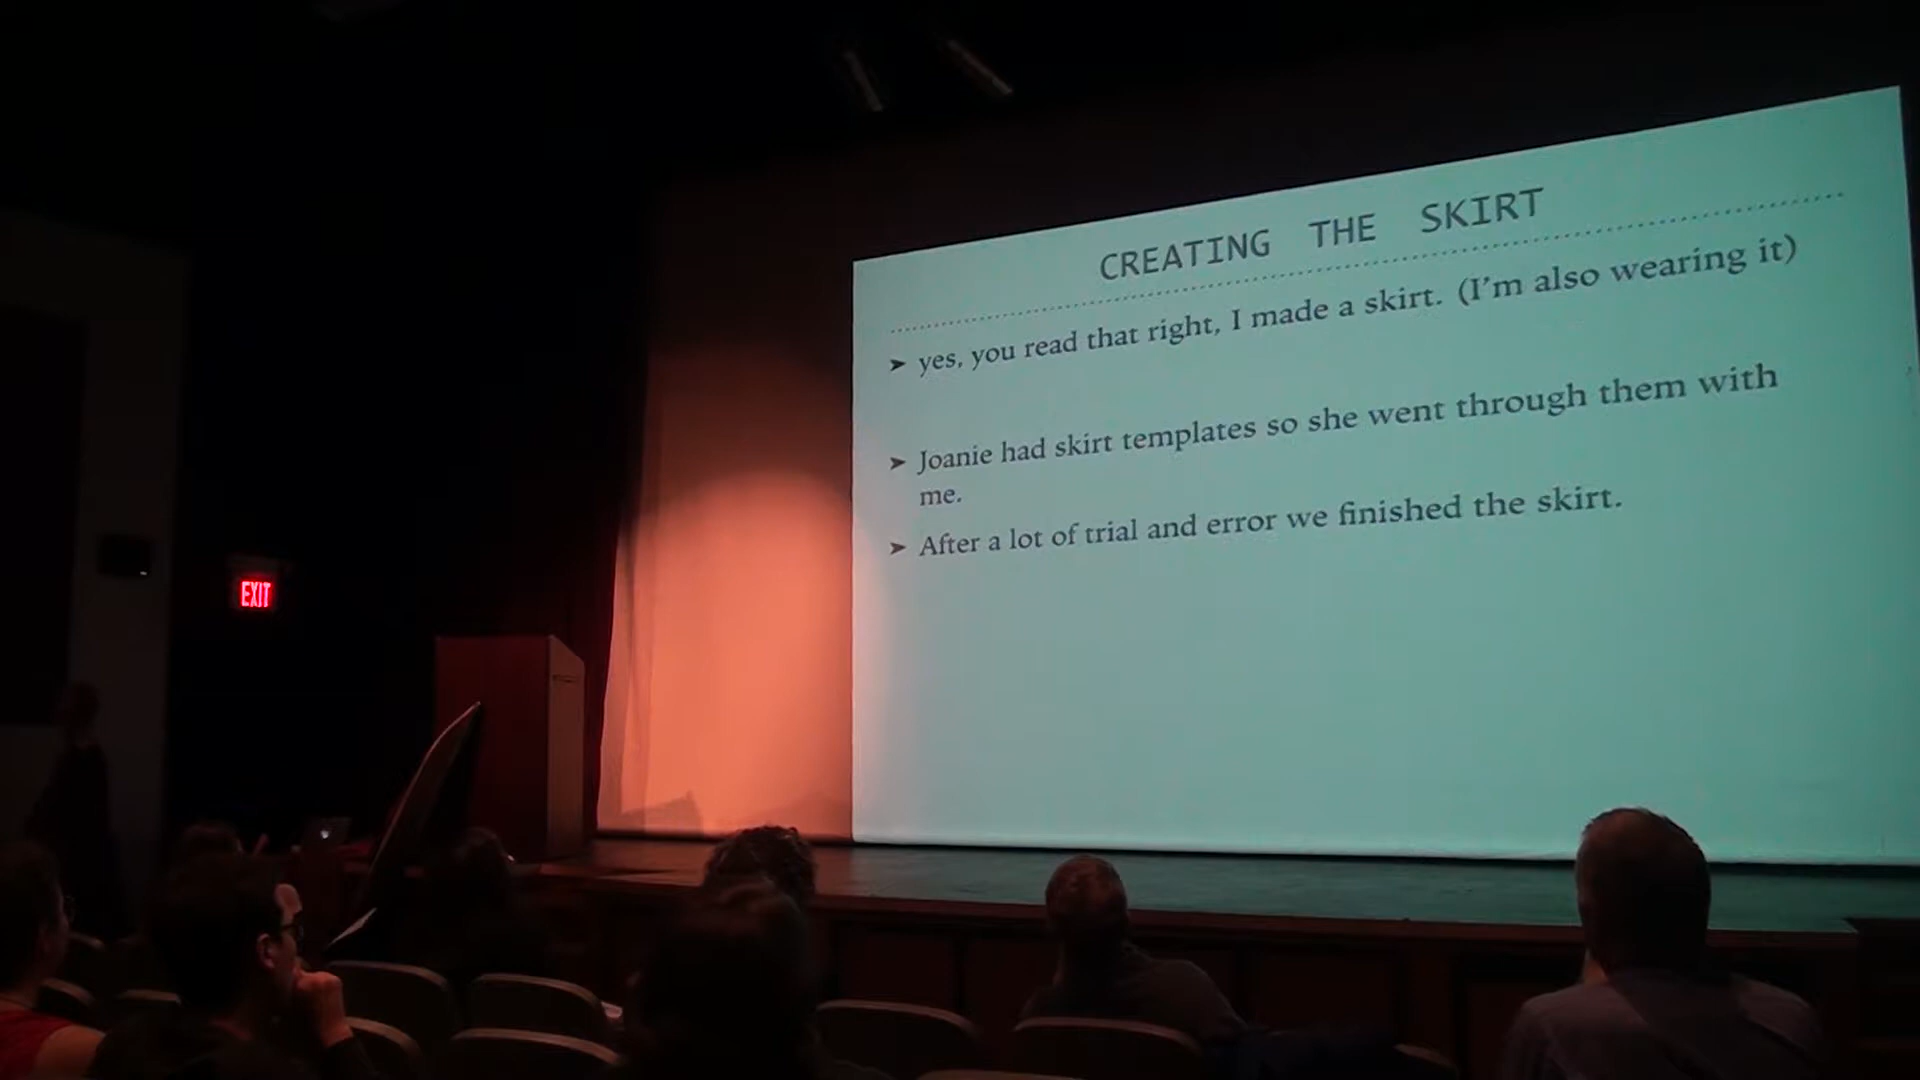 CREATING THE SKIRT
➤ yes, you read that right, I made a skirt. (I'm also wearing it)
➤ Joanie had skirt templates so she went through them with
me.
➤ After a lot of trial and error we finished the skirt.
EXIT